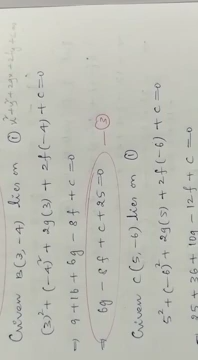 x²+y²+2gx+2fy+c=0
Given B(3,-4) lies on ①
(3)²+(-4)²+2g(3)+2f(-4)+c=0
⇒ 9+16+6g-8f+c=0
⇒ 6g-8f+c+25=0 —③
Given c(5,-6) lies on ①
5²+(-6)²+2g(5)+2f(-6)+c=0
25+36+10g-12f+c=0